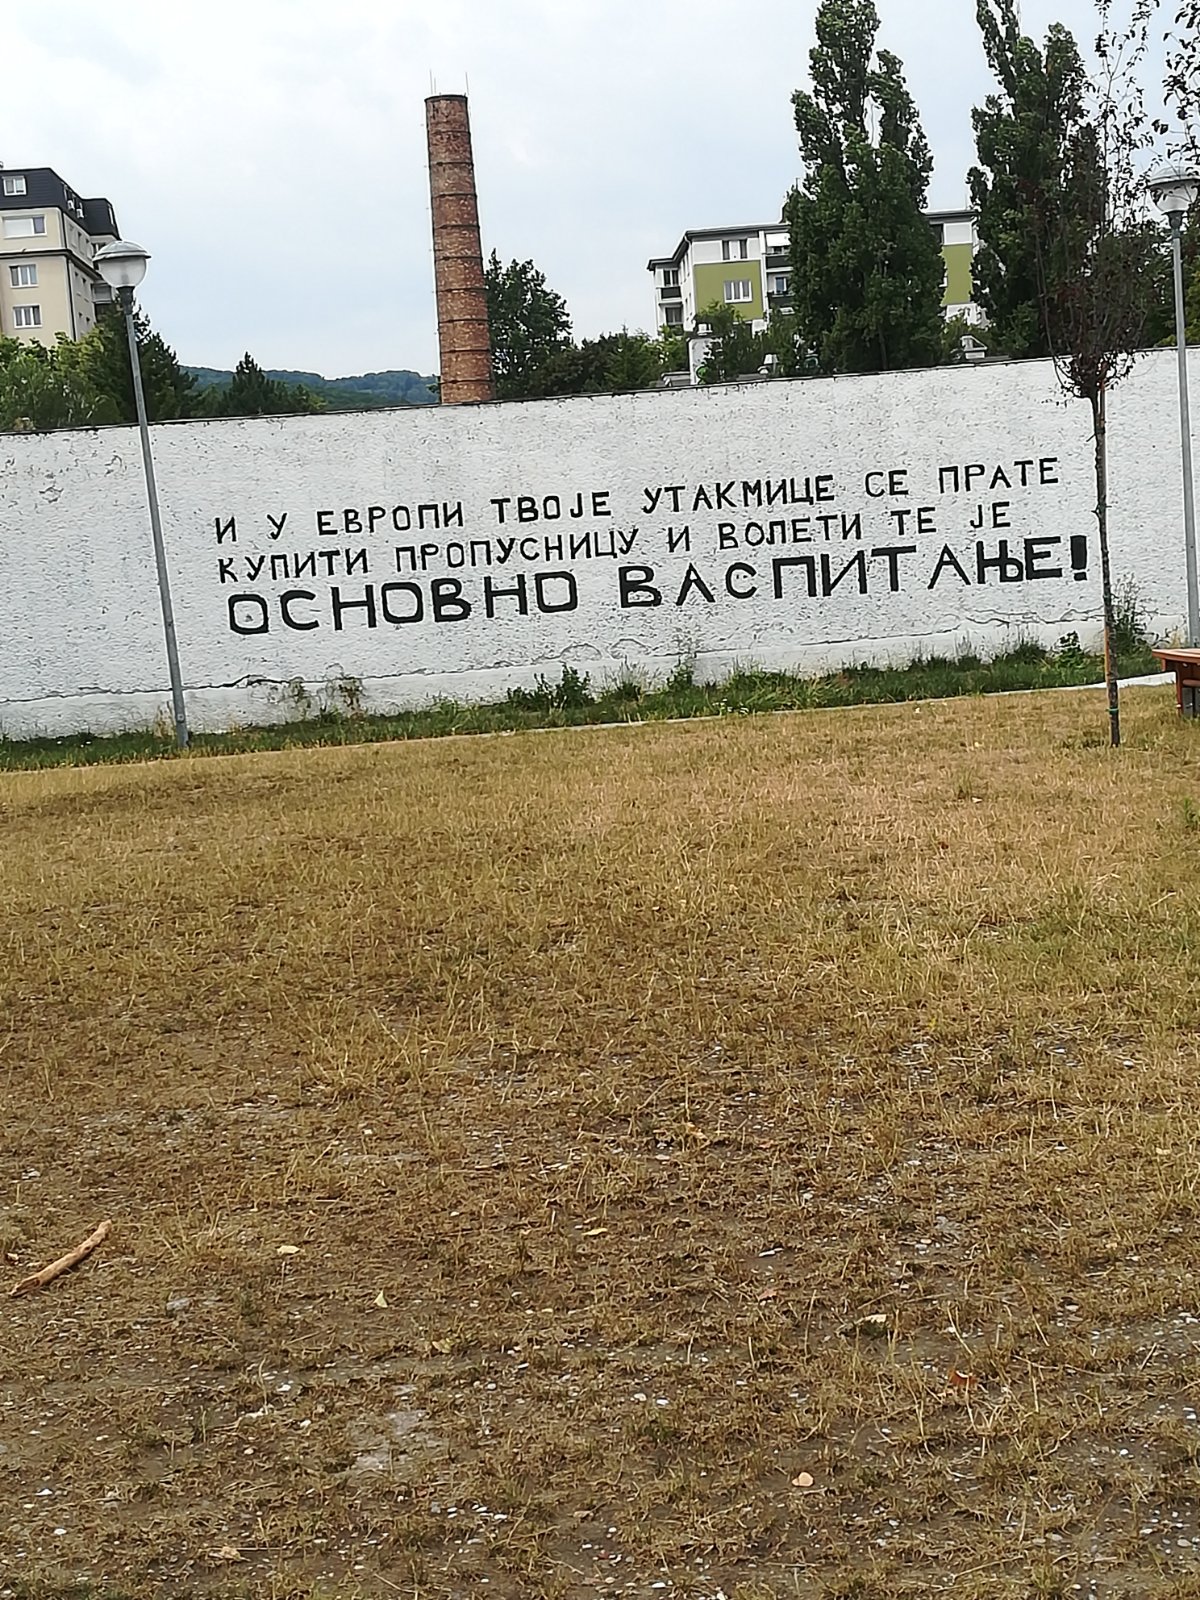 И У ЕВРОПИ ТВОЈЕ УТАКМИЦЕ СЕ ПРАТЕ
КУПИТИ ПРОПУСНИЦУ И ВОЛЕТИ ТЕ ЈЕ
ОСНОВНО ВАСПИТАЊЕ!